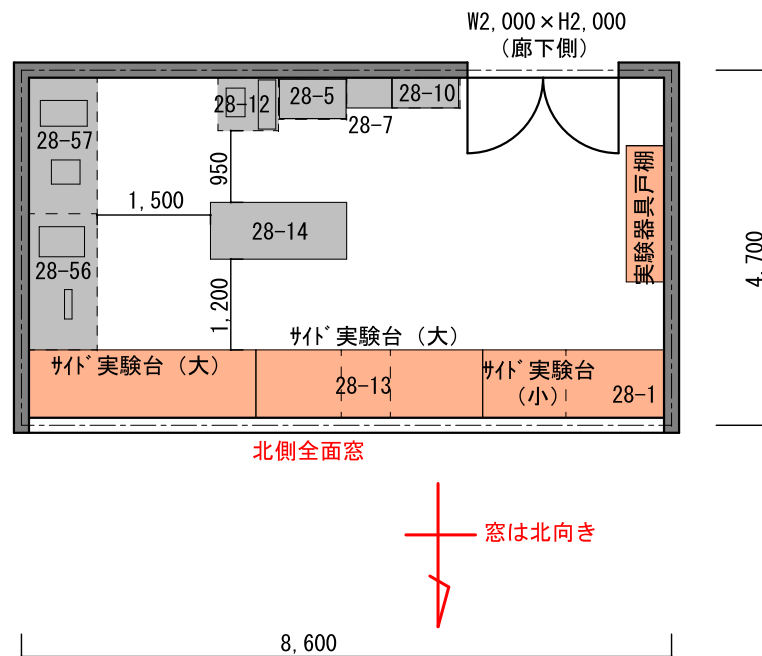 W2,000×H2,000
(廊下側)
28-12
28-5
28-10
28-7
28-57
950
実験器具戸棚
1,500
28-14
4,700
28-56
1,200
ｻｲﾄﾞ実験台 (大)
ｻｲﾄﾞ実験台 (大)
ｻｲﾄﾞ実験台
(小)
28-13
28-1
北側全面窓
窓は北向き
8,600